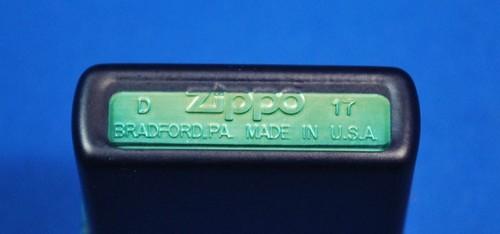 D Zippo 17
BRADFORD, PA. MADE IN U.S.A.